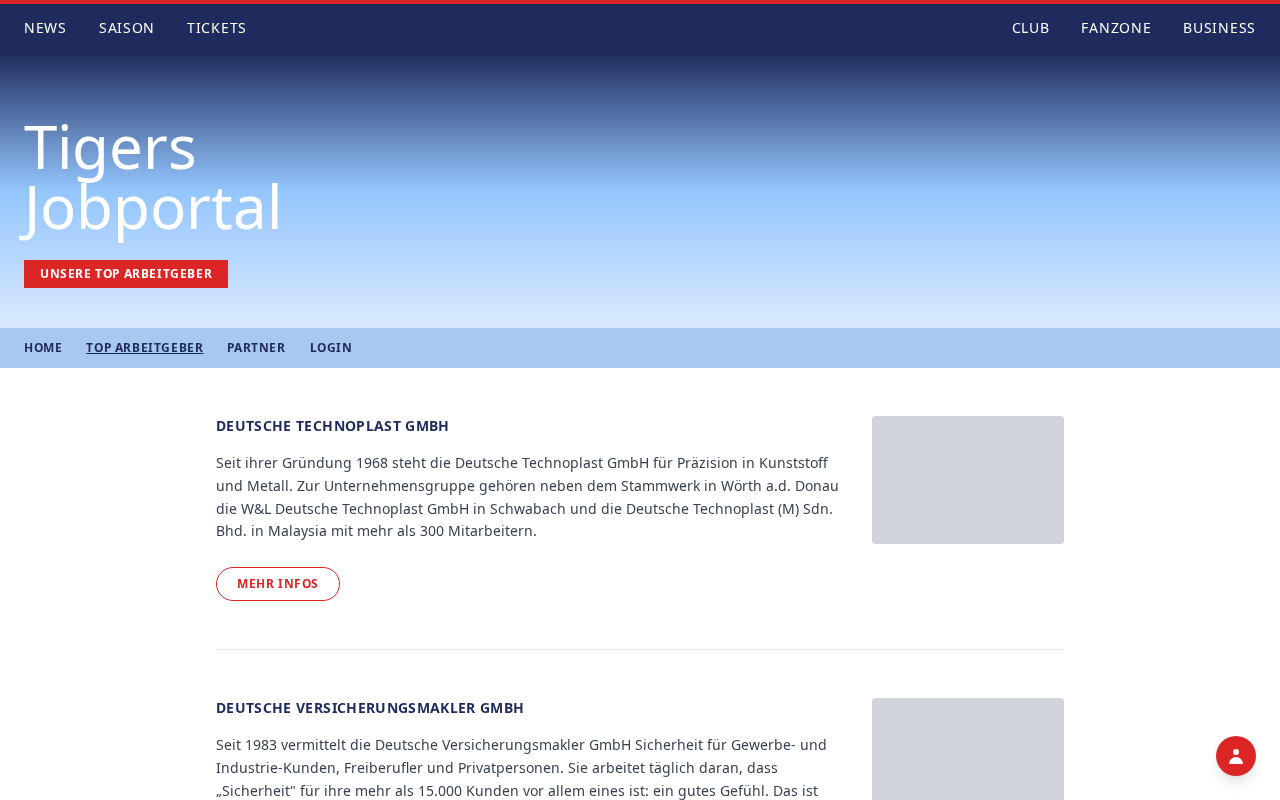 NEWS SAISON TICKETS CLUB FANZONE BUSINESS
Tigers
Jobportal
UNSERE TOP ARBEITGEBER
HOME TOP ARBEITGEBER PARTNER LOGIN
DEUTSCHE TECHNOPLAST GMBH
Seit ihrer Gründung 1968 steht die Deutsche Technoplast GmbH für Präzision in Kunststoff
und Metall. Zur Unternehmensgruppe gehören neben dem Stammwerk in Wörth a.d. Donau
die W&L Deutsche Technoplast GmbH in Schwabach und die Deutsche Technoplast (M) Sdn.
Bhd. in Malaysia mit mehr als 300 Mitarbeitern.
MEHR INFOS
DEUTSCHE VERSICHERUNGSMAKLER GMBH
Seit 1983 vermittelt die Deutsche Versicherungsmakler GmbH Sicherheit für Gewerbe- und
Industrie-Kunden, Freiberufler und Privatpersonen. Sie arbeitet täglich daran, dass
„Sicherheit" für ihre mehr als 15.000 Kunden vor allem eines ist: ein gutes Gefühl. Das ist